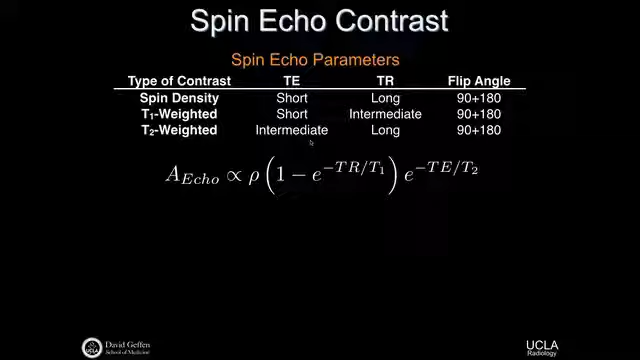 Spin Echo Contrast
Spin Echo Parameters
Type of Contrast TE TR Flip Angle
Spin Density Short Long 90+180
T₁-Weighted Short Intermediate 90+180
T₂-Weighted Intermediate Long 90+180
A_Echo ∝ ρ (1 − e^{−TR/T₁}) e^{−TE/T₂}
UCLA
David Geffen
School of Medicine
UCLA
Radiology